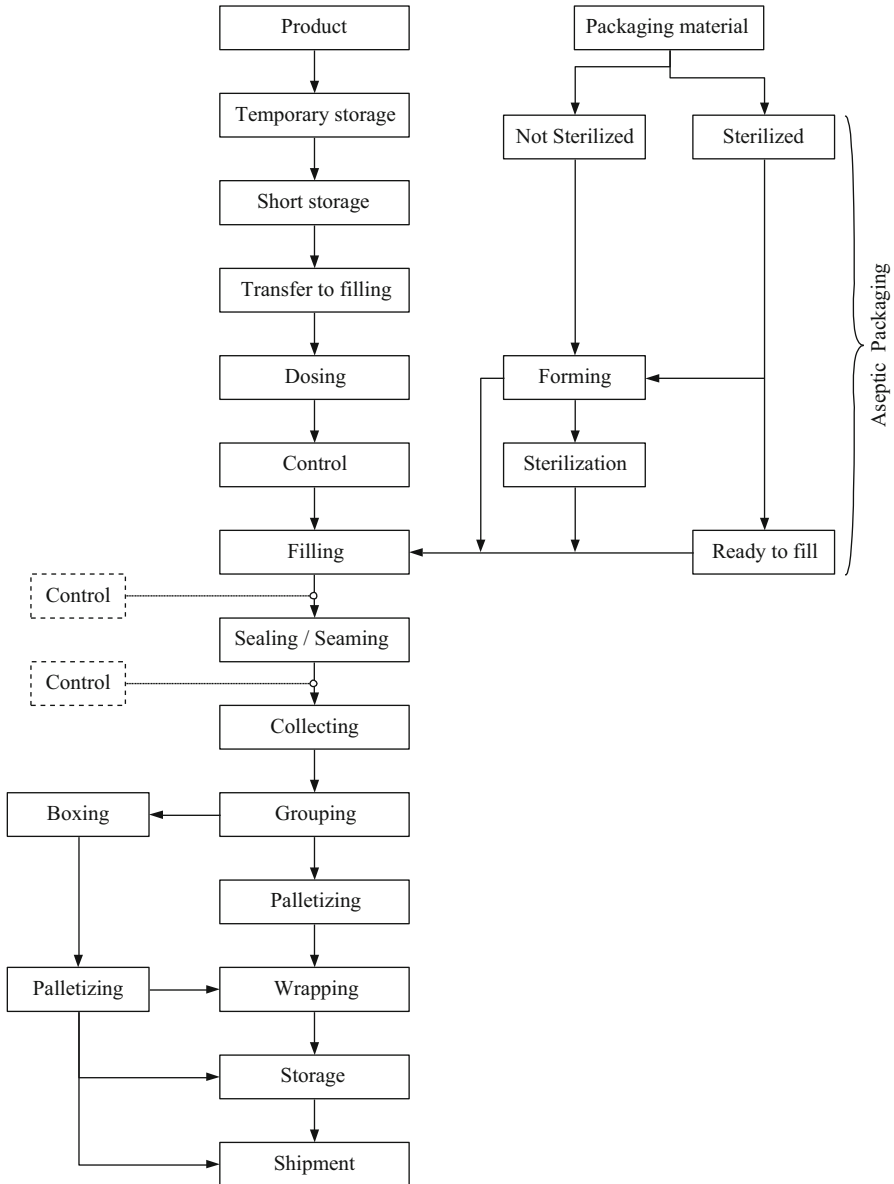 Product
Packaging material
Temporary storage
Not Sterilized
Sterilized
Short storage
Transfer to filling
Aseptic Packaging
Dosing
Forming
Control
Sterilization
Filling
Ready to fill
Control
Sealing / Seaming
Control
Collecting
Boxing
Grouping
Palletizing
Palletizing
Wrapping
Storage
Shipment